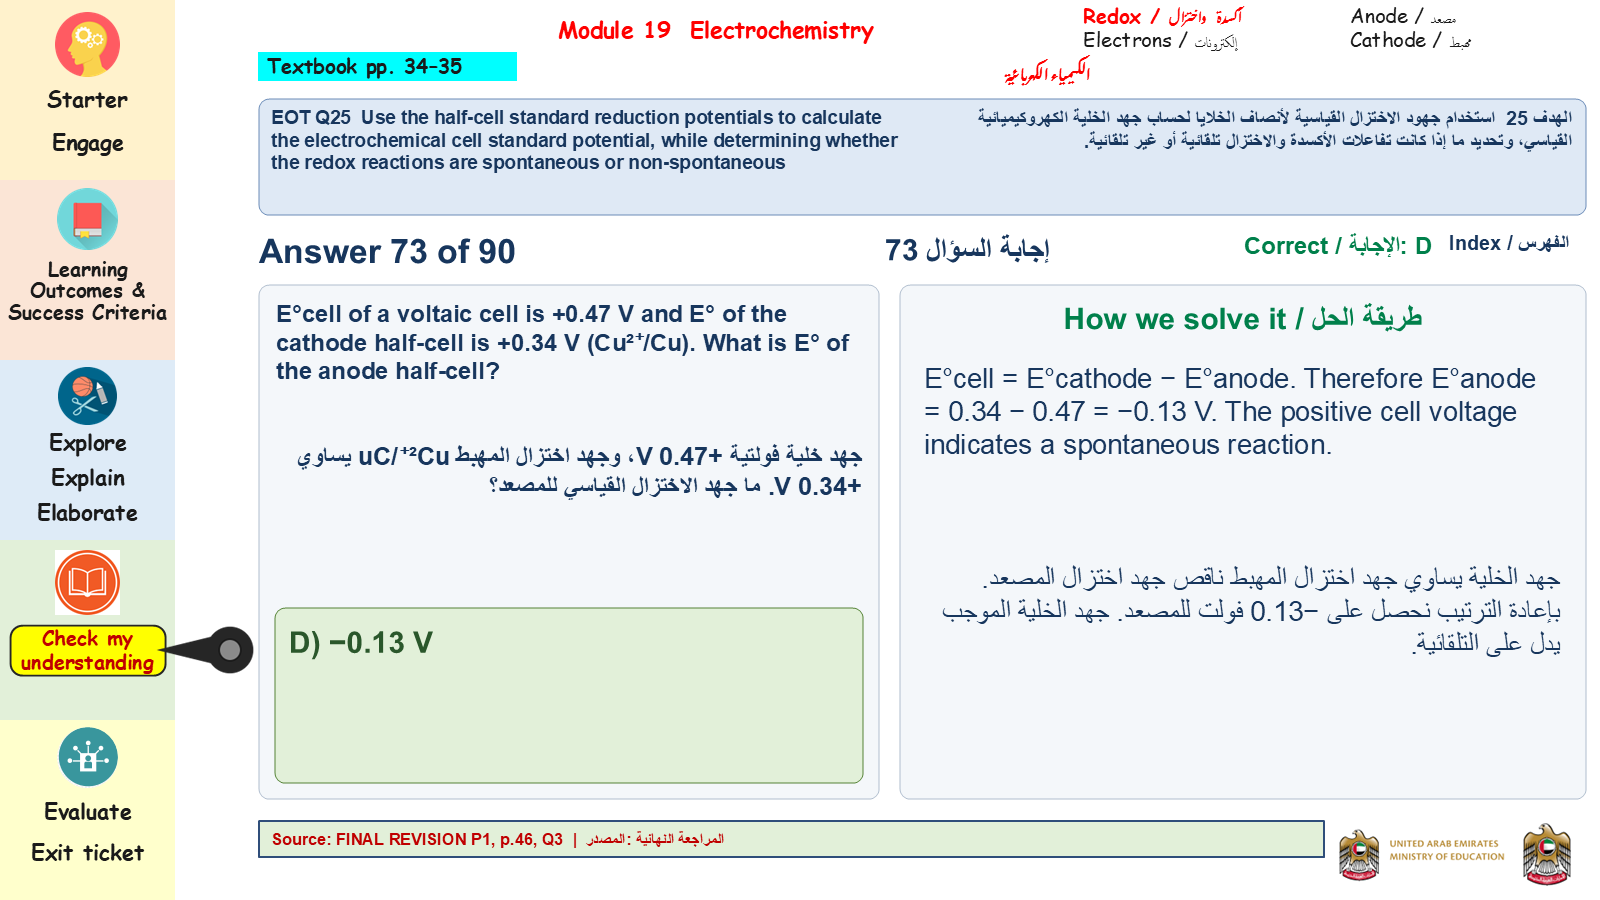 Starter
Engage
Learning
Outcomes &
Success Criteria
Explore
Explain
Elaborate
Check my
understanding
Evaluate
Exit ticket
Module 19 Electrochemistry
Redox / أكسدة واختزال
Electrons / إلكترونات
Anode / مصعد
Cathode / مهبط
الكيمياء الكهربائية
Textbook pp. 34–35
EOT Q25 Use the half-cell standard reduction potentials to calculate
the electrochemical cell standard potential, while determining whether
the redox reactions are spontaneous or non-spontaneous
الهدف 25 استخدام جهود الاختزال القياسية لأنصاف الخلايا لحساب جهد الخلية الكهروكيميائية
القياسي، وتحديد ما إذا كانت تفاعلات الأكسدة والاختزال تلقائية أو غير تلقائية.
Answer 73 of 90
إجابة السؤال 73
Correct / الإجابة: D
Index / الفهرس
E°cell of a voltaic cell is +0.47 V and E° of the
cathode half-cell is +0.34 V (Cu²⁺/Cu). What is E° of
the anode half-cell?
جهد خلية فولتية +0.47 V، وجهد اختزال المهبط uC/⁺²Cu يساوي
+0.34 V. ما جهد الاختزال القياسي للمصعد؟
D) −0.13 V
How we solve it / طريقة الحل
E°cell = E°cathode − E°anode. Therefore E°anode
= 0.34 − 0.47 = −0.13 V. The positive cell voltage
indicates a spontaneous reaction.
جهد الخلية يساوي جهد اختزال المهبط ناقص جهد اختزال المصعد.
بإعادة الترتيب نحصل على −0.13 فولت للمصعد. جهد الخلية الموجب
يدل على التلقائية.
Source: FINAL REVISION P1, p.46, Q3 | المراجعة النهائية :المصدر
UNITED ARAB EMIRATES
MINISTRY OF EDUCATION